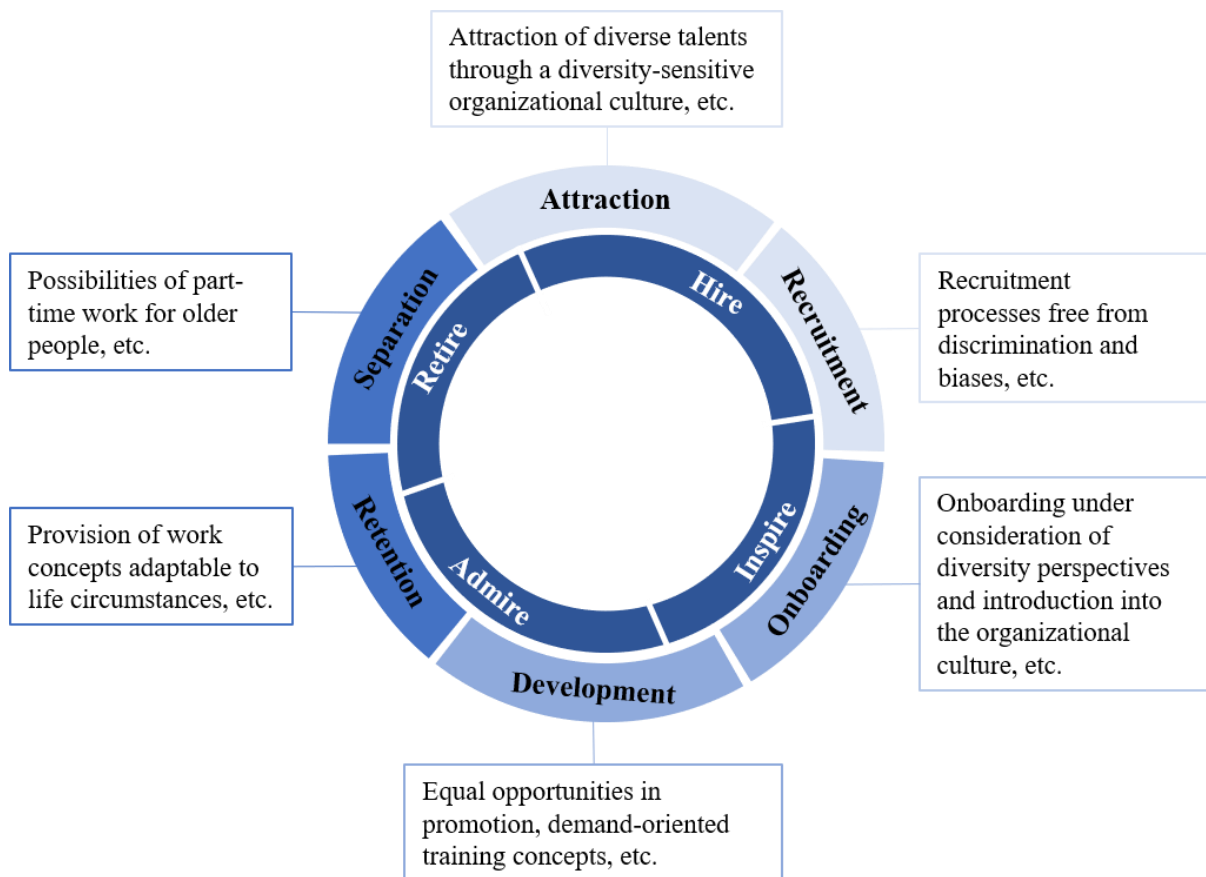 Attraction of diverse talents
through a diversity-sensitive
organizational culture, etc.
Attraction
Hire
Recruitment
Recruitment
processes free from
discrimination and
biases, etc.
Inspire
Onboarding
Onboarding under
consideration of
diversity perspectives
and introduction into
the organizational
culture, etc.
Development
Equal opportunities in
promotion, demand-oriented
training concepts, etc.
Admire
Retention
Provision of work
concepts adaptable to
life circumstances, etc.
Retire
Separation
Possibilities of part-
time work for older
people, etc.